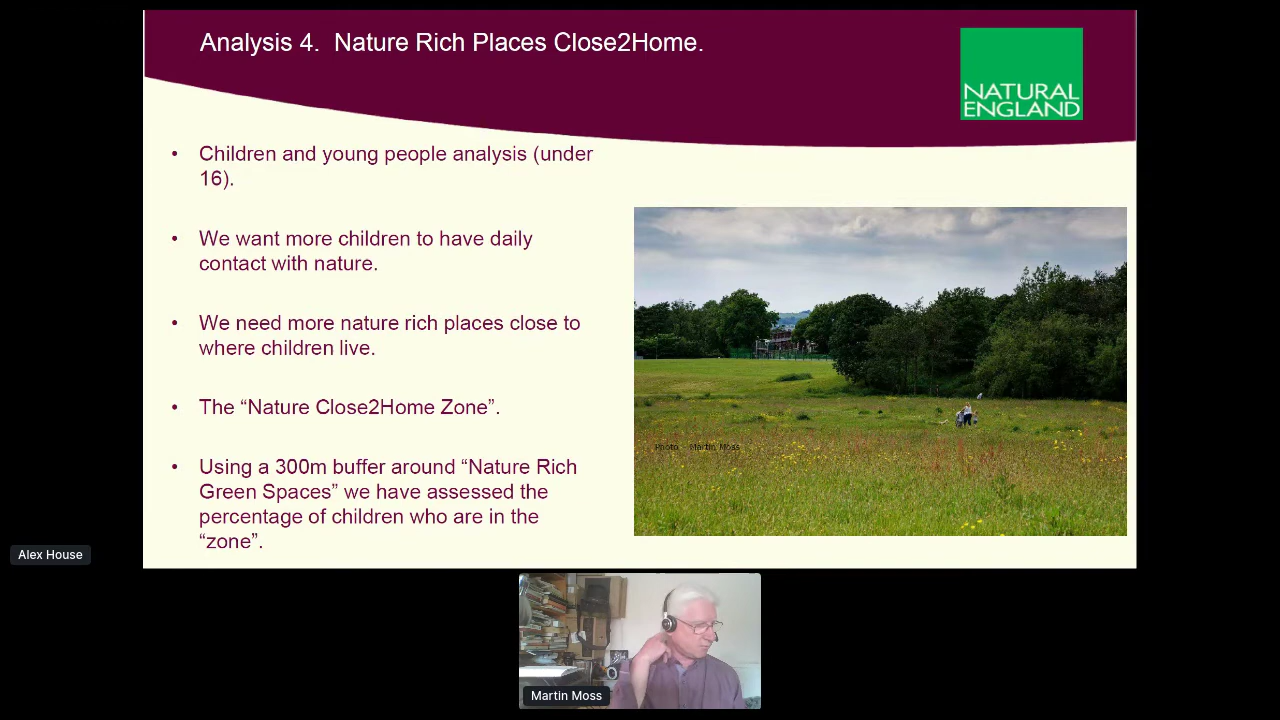 Analysis 4.  Nature Rich Places Close2Home.
NATURAL
ENGLAND
• Children and young people analysis (under
16).
• We want more children to have daily
contact with nature.
• We need more nature rich places close to
where children live.
• The “Nature Close2Home Zone”.
• Using a 300m buffer around “Nature Rich
Green Spaces” we have assessed the
percentage of children who are in the
“zone”.
Photo - Martin Moss
Alex House
Martin Moss